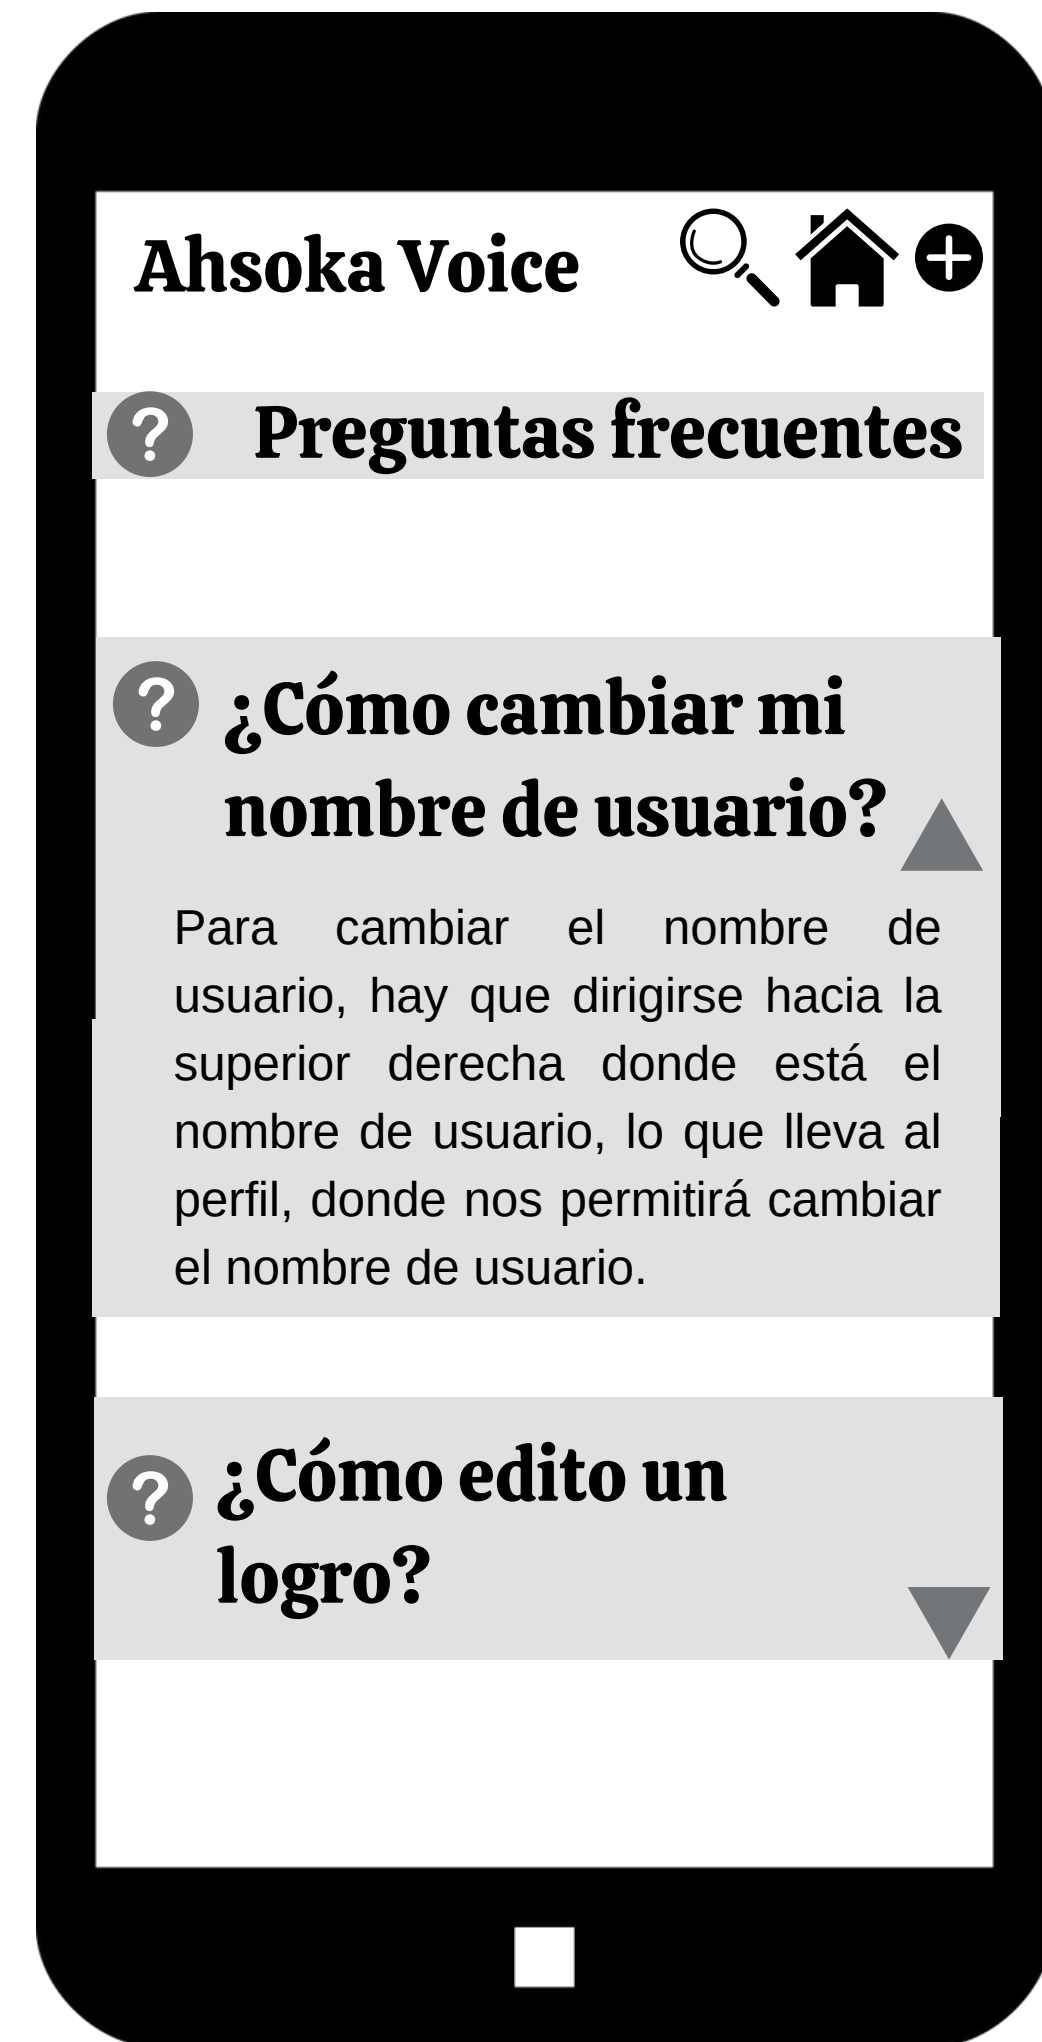 Ahsoka Voice
Preguntas frecuentes
¿Cómo cambiar mi
nombre de usuario?
Para cambiar el nombre de
usuario, hay que dirigirse hacia la
superior derecha donde está el
nombre de usuario, lo que lleva al
perfil, donde nos permitirá cambiar
el nombre de usuario.
¿Cómo edito un
logro?